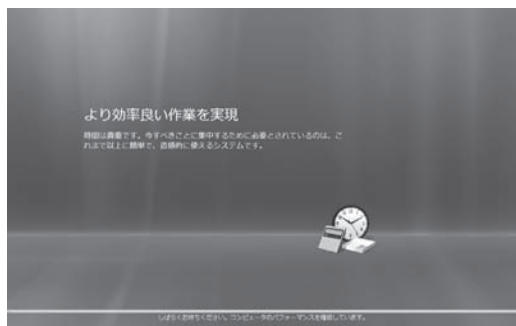 より効率良い作業を実現
時間は貴重です。今すべきことに集中するために必要とされているのは、こ
れまで以上に簡単で、直感的に使えるシステムです。
しばらくお待ちください。コンピュータのパフォーマンスを確認しています。